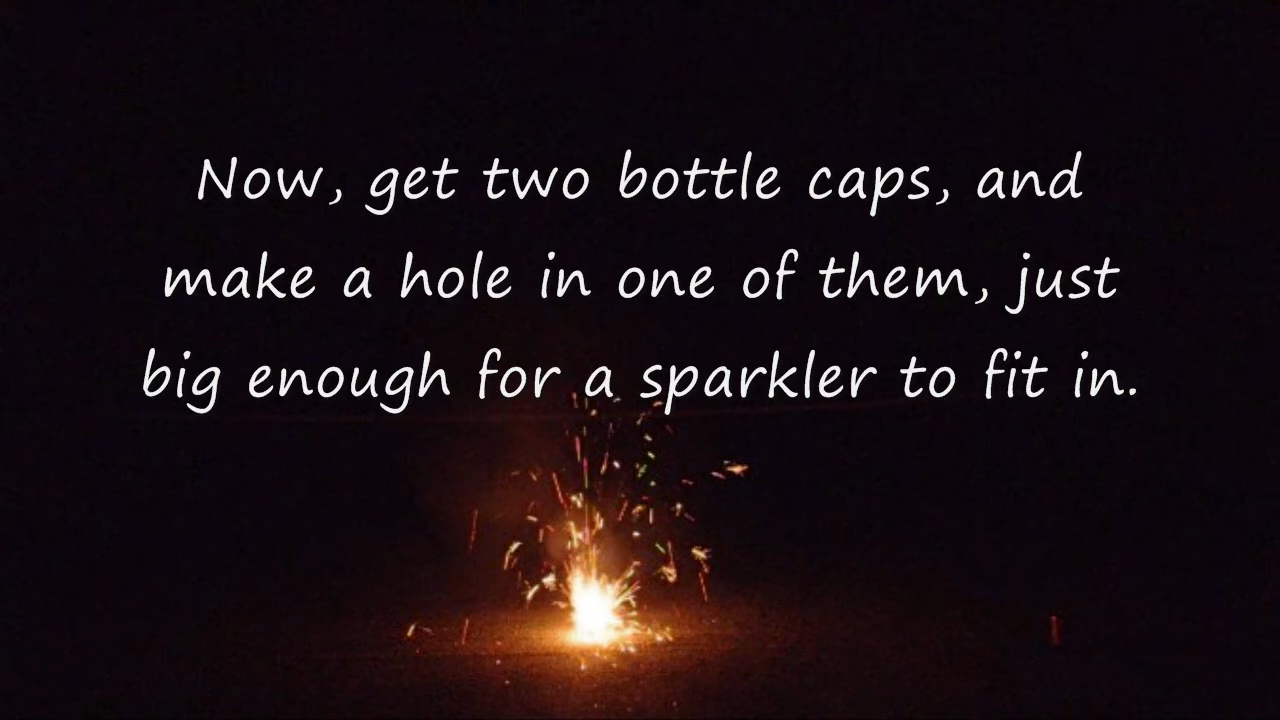 Now, get two bottle caps, and
make a hole in one of them, just
big enough for a sparkler to fit in.